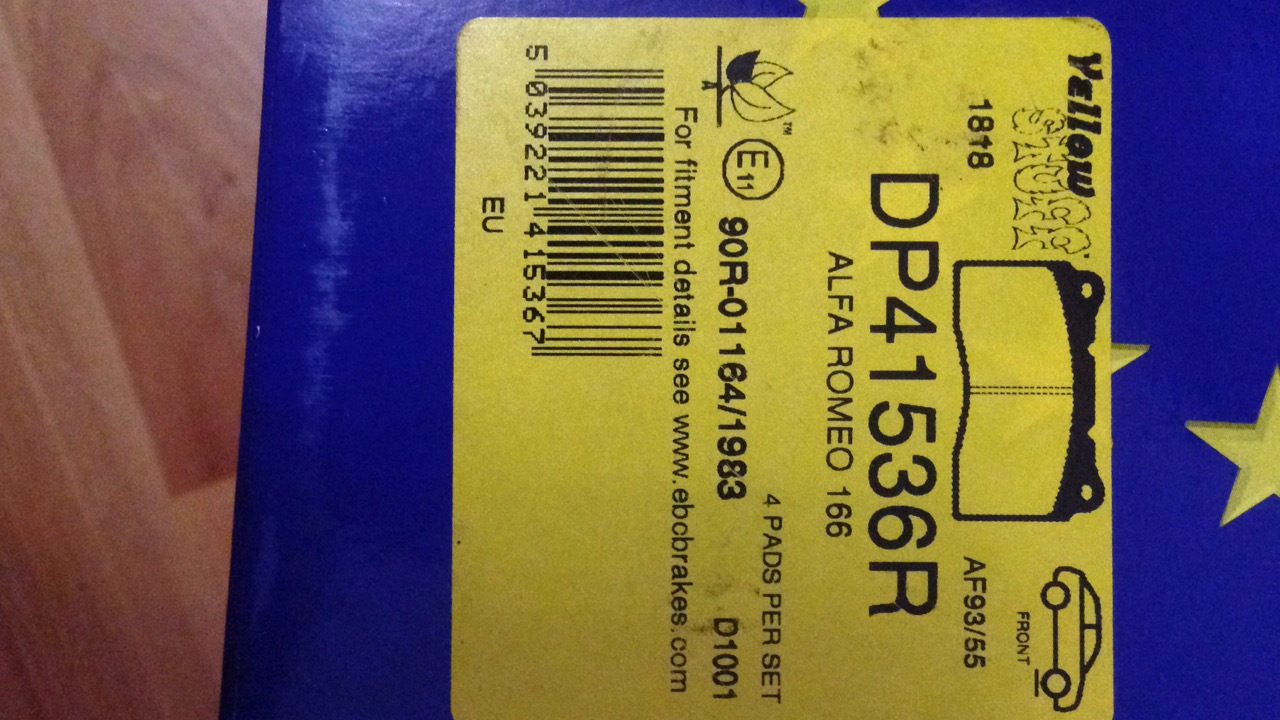 Yellow
STUFF
1818
AF93/55
FRONT
DP41536R
ALFA ROMEO 166
4 PADS PER SET
A
TM
E11
90R-01164/1983
D1001
For fitment details see www.ebcbrakes.com
5 039221 415367
EU